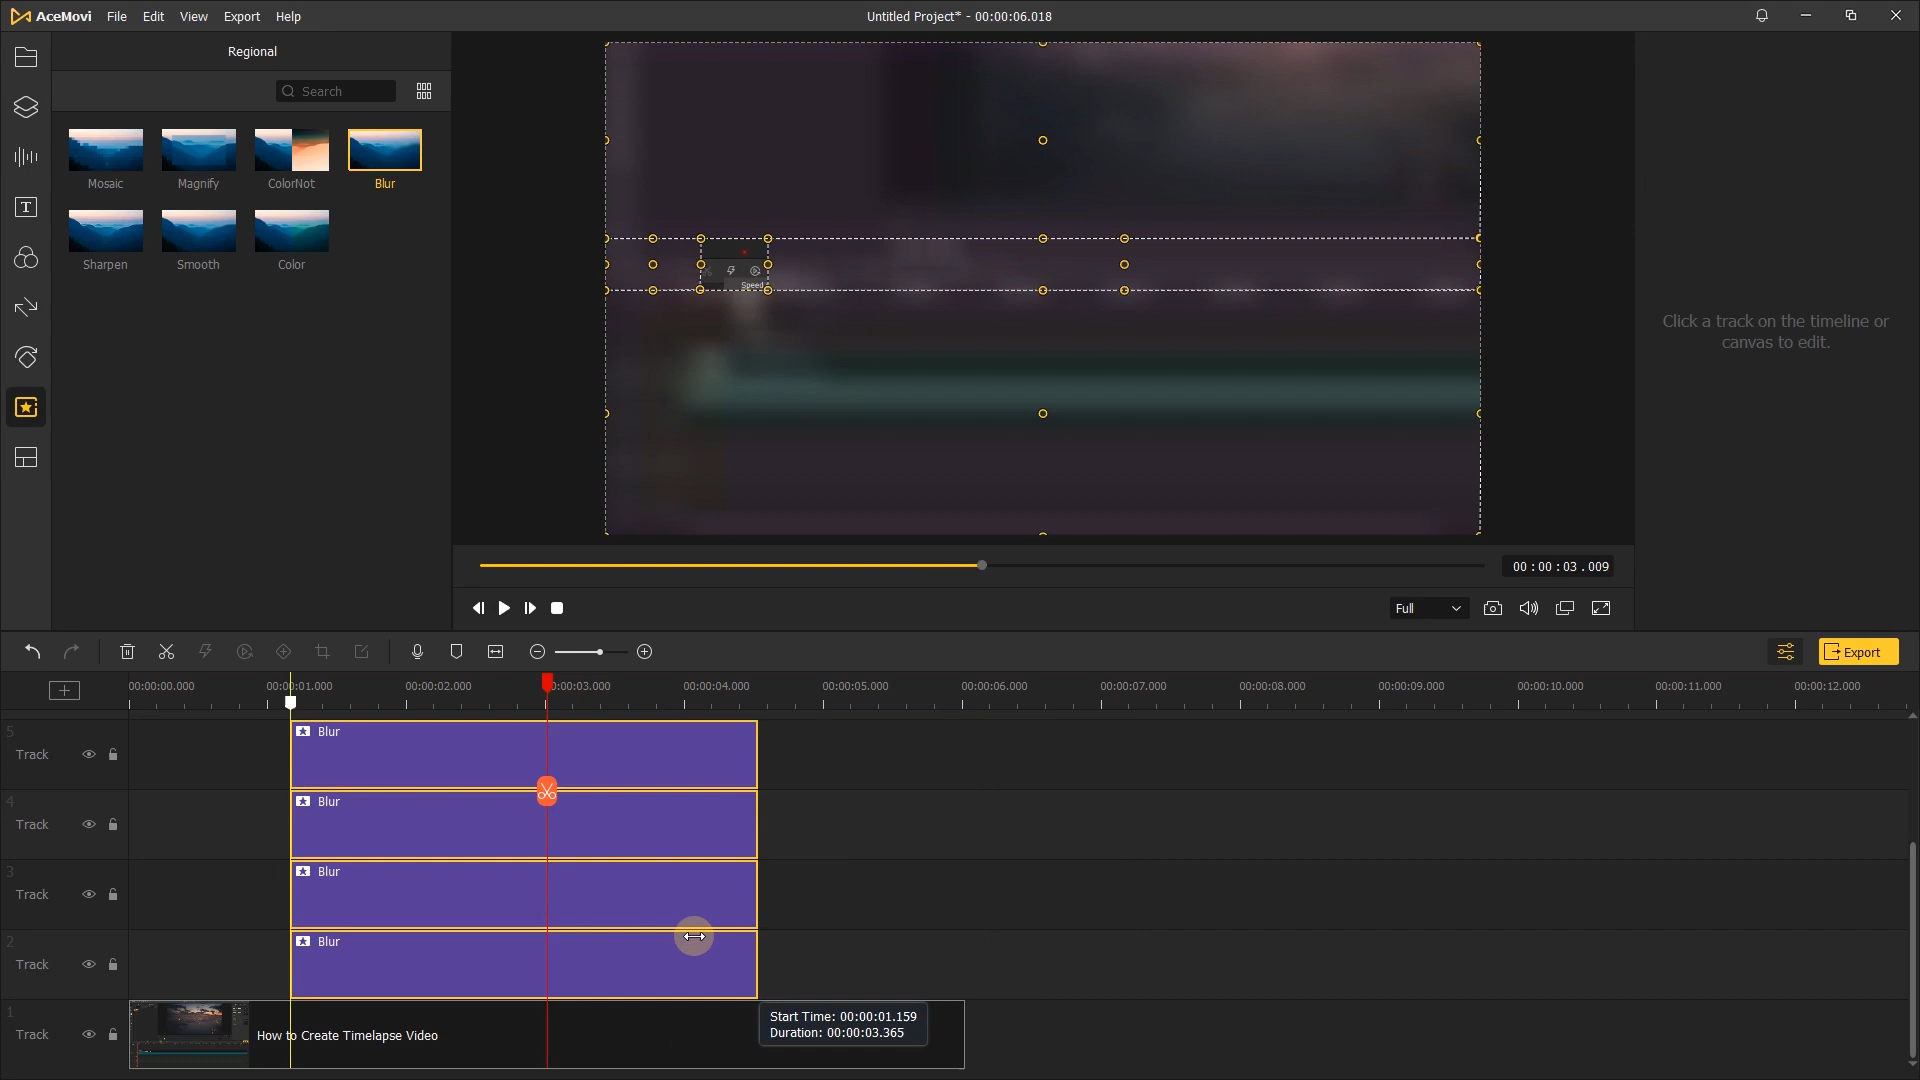 AceMovi File Edit View Export Help
Untitled Project* - 00:00:06.018
Regional
Search
Mosaic Magnify ColorNot Blur
Sharpen Smooth Color
Speed
Click a track on the timeline or
canvas to edit.
00:00:03.009
Full
Export
00:00:00.000 00:00:01.000 00:00:02.000 00:00:03.000 00:00:04.000 00:00:05.000 00:00:06.000 00:00:07.000 00:00:08.000 00:00:09.000 00:00:10.000 00:00:11.000 00:00:12.000
5
Blur
Track
4
Blur
Track
3
Blur
Track
2
Blur
Track
1
Track
How to Create Timelapse Video
Start Time: 00:00:01.159
Duration: 00:00:03.365